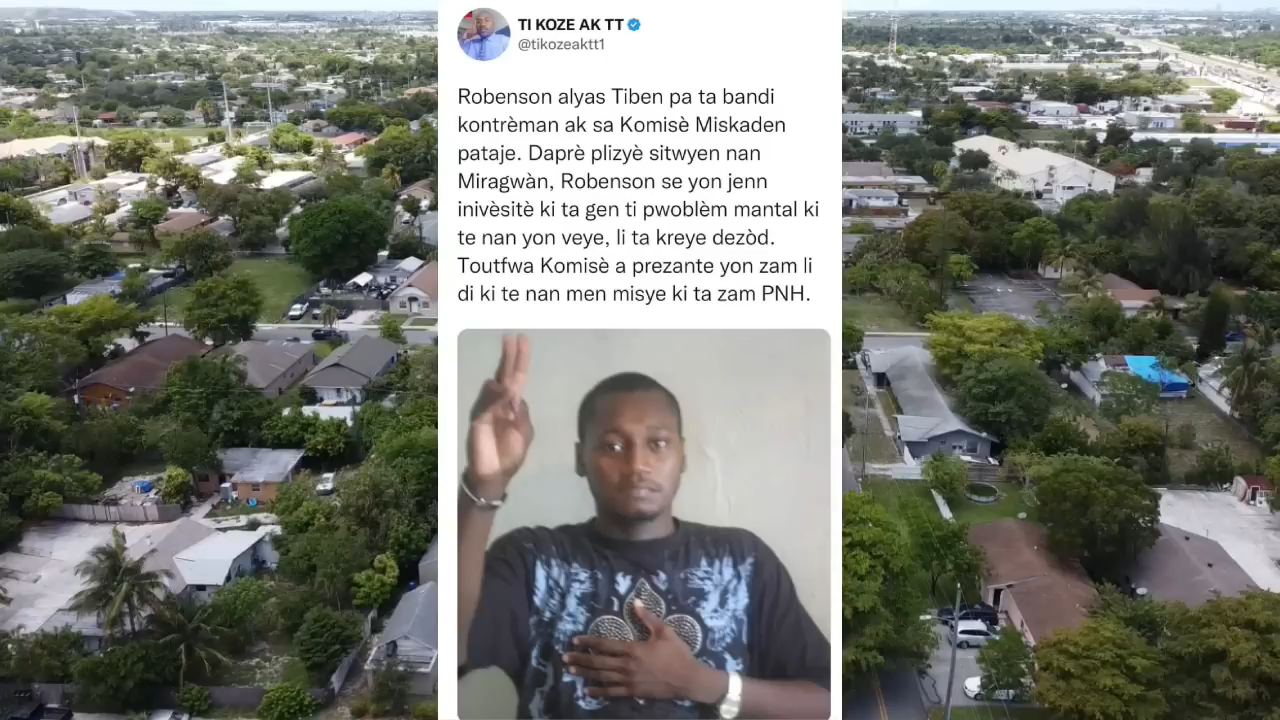 TI KOZE AK TT
@tikozeaktt1
Robenson alyas Tiben pa ta bandi
kontrèman ak sa Komisè Miskaden
pataje. Daprè plizyè sitwyen nan
Miragwàn, Robenson se yon jenn
inivèsitè ki ta gen ti pwoblèm mantal ki
te nan yon veye, li ta kreye dezòd.
Toutfwa Komisè a prezante yon zam li
di ki te nan men misye ki ta zam PNH.